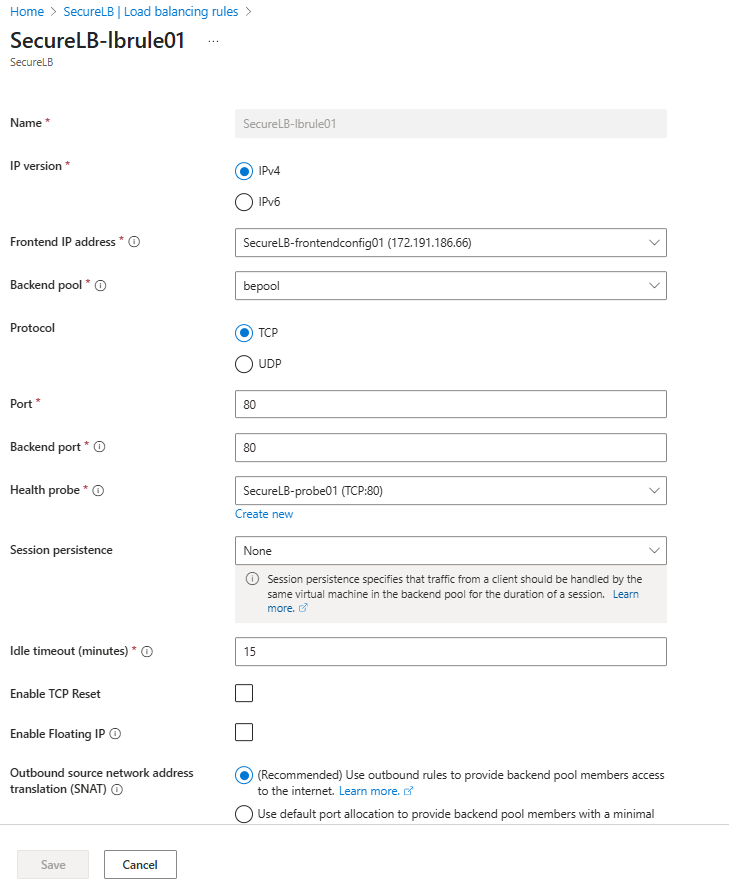 Home > SecureLB | Load balancing rules >
SecureLB-lbrule01 ...
SecureLB
Name *
SecureLB-lbrule01
IP version *
IPv4
IPv6
Frontend IP address *
SecureLB-frontendconfig01 (172.191.186.66)
Backend pool *
bepool
Protocol
TCP
UDP
Port *
80
Backend port *
80
Health probe *
SecureLB-probe01 (TCP:80)
Create new
Session persistence
None
Session persistence specifies that traffic from a client should be handled by the
same virtual machine in the backend pool for the duration of a session. Learn
more.
Idle timeout (minutes) *
15
Enable TCP Reset
Enable Floating IP
Outbound source network address
translation (SNAT)
(Recommended) Use outbound rules to provide backend pool members access
to the internet. Learn more.
Use default port allocation to provide backend pool members with a minimal
Save
Cancel